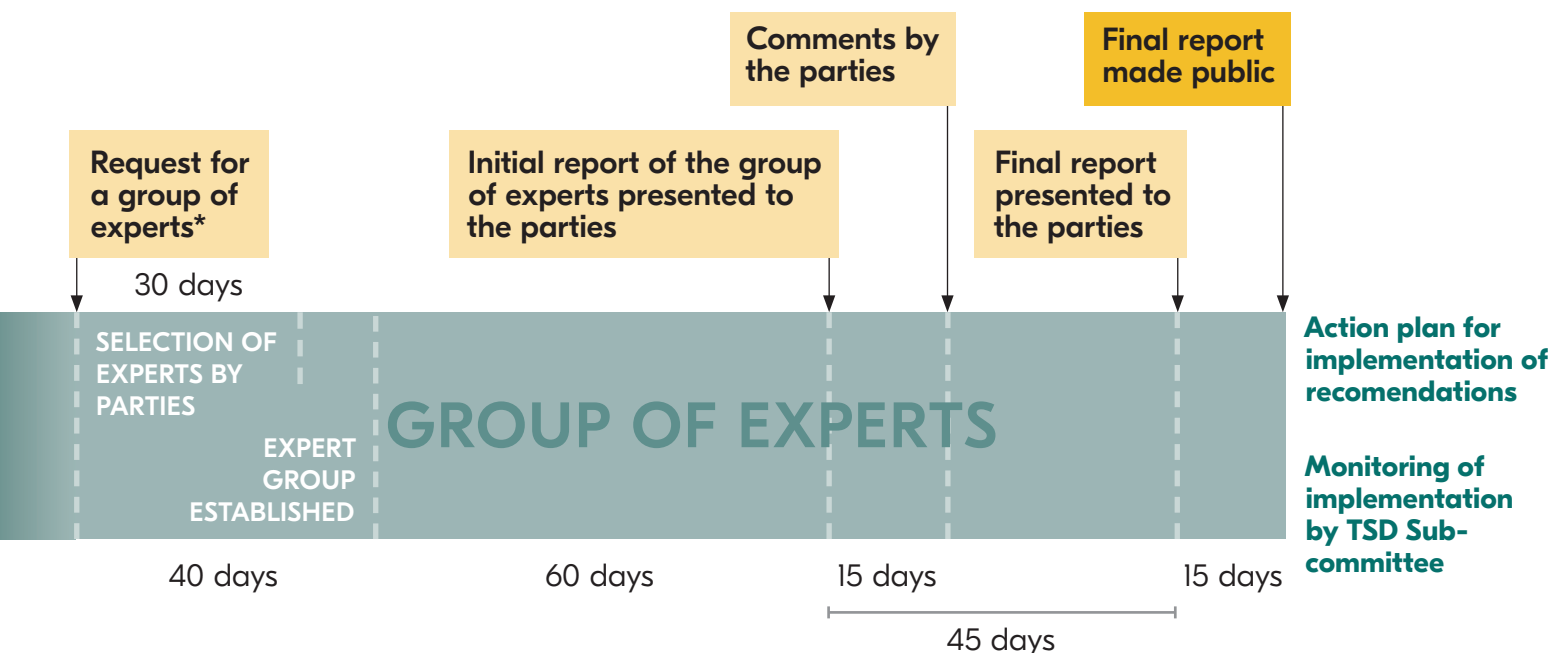 Comments by
the parties
Final report
made public
Request for
a group of
experts*
Initial report of the group
of experts presented to
the parties
Final report
presented to
the parties
30 days
SELECTION OF
EXPERTS BY
PARTIES
EXPERT
GROUP
ESTABLISHED
GROUP OF EXPERTS
Action plan for
implementation of
recomendations
Monitoring of
implementation
by TSD Sub-
committee
40 days
60 days
15 days
15 days
45 days